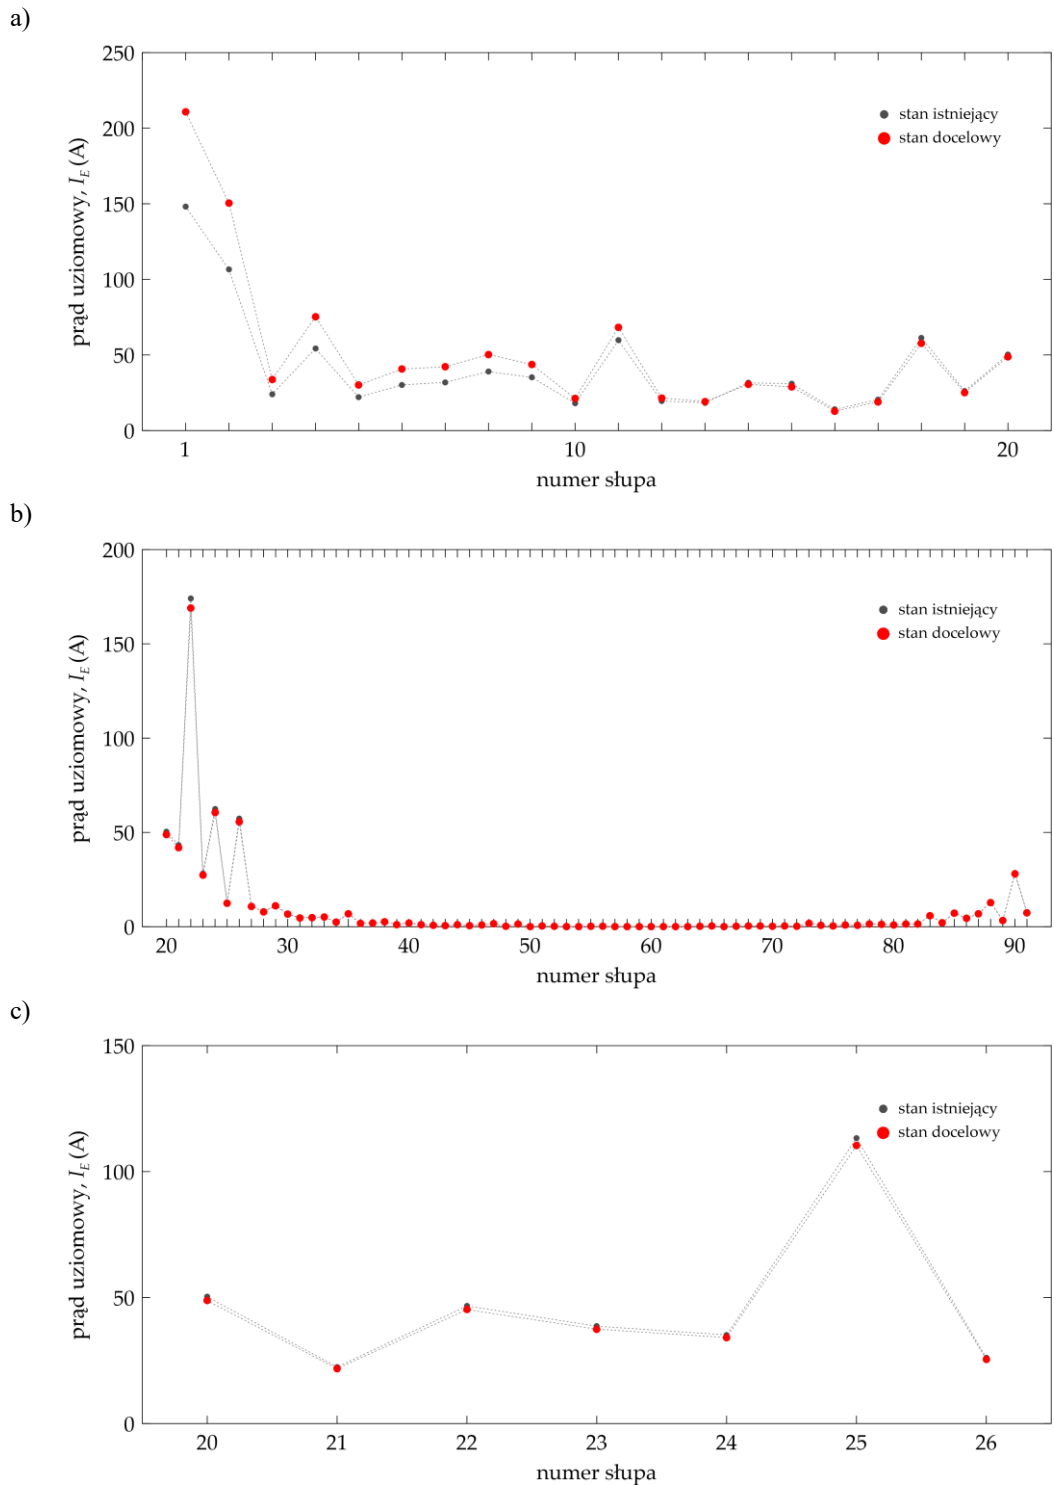 a)
250
200
150
100
50
0
prąd uziomowy, I_E (A)
stan istniejący
stan docelowy
1 10 20
numer słupa
b)
200
150
100
50
0
prąd uziomowy, I_E (A)
stan istniejący
stan docelowy
20 30 40 50 60 70 80 90
numer słupa
c)
150
100
50
0
prąd uziomowy, I_E (A)
stan istniejący
stan docelowy
20 21 22 23 24 25 26
numer słupa